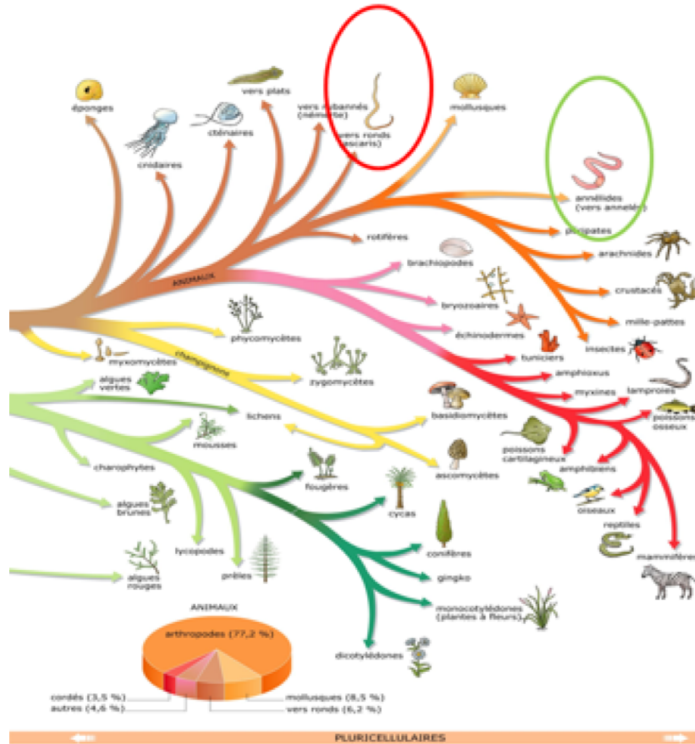 vers plats
éponges
cténaires
cnidaires
vers rubannés
(némerte)
vers ronds
(ascaris)
mollusques
annélides
(vers annelés)
péripates
arachnides
crustacés
mille-pattes
insectes
rotifères
ANIMAUX
brachiopodes
bryozoaires
échinodermes
tuniciers
amphioxus
myxines
lamproies
poissons
osseux
poissons
cartilagineux
amphibiens
oiseaux
reptiles
mammifères
phycomycètes
champignons
myxomycètes
zygomycètes
basidiomycètes
ascomycètes
lichens
algues
vertes
mousses
charophytes
fougères
cycas
algues
brunes
lycopodes
prêles
algues
rouges
conifères
gingko
monocotylédones
(plantes à fleurs)
dicotylédones
ANIMAUX
arthropodes (77,2 %)
cordés (3,5 %)
autres (4,6 %)
mollusques (8,5 %)
vers ronds (6,2 %)
PLURICELLULAIRES